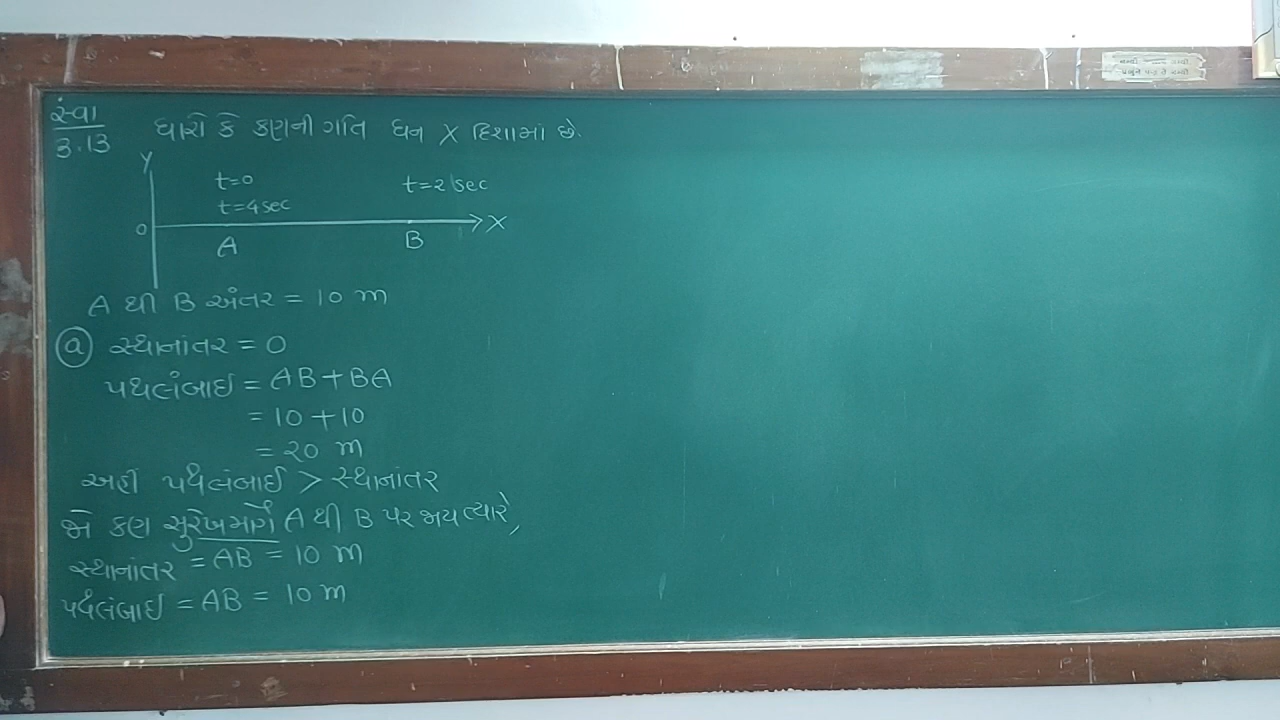 સ્વા
3.13
ધારો કે કણની ગતિ ધન X દિશામાં છે.
Y
t=0
t=4 sec
t=2 sec
O
X
A
B
A થી B અંતર = 10 m
(a) સ્થાનાંતર = 0
પથલંબાઈ = AB + BA
= 10 + 10
= 20 m
અહીં પથલંબાઈ > સ્થાનાંતર
જો કણ સુરેખમાર્ગે A થી B પર જાય ત્યારે,
સ્થાનાંતર = AB = 10 m
પથલંબાઈ = AB = 10 m